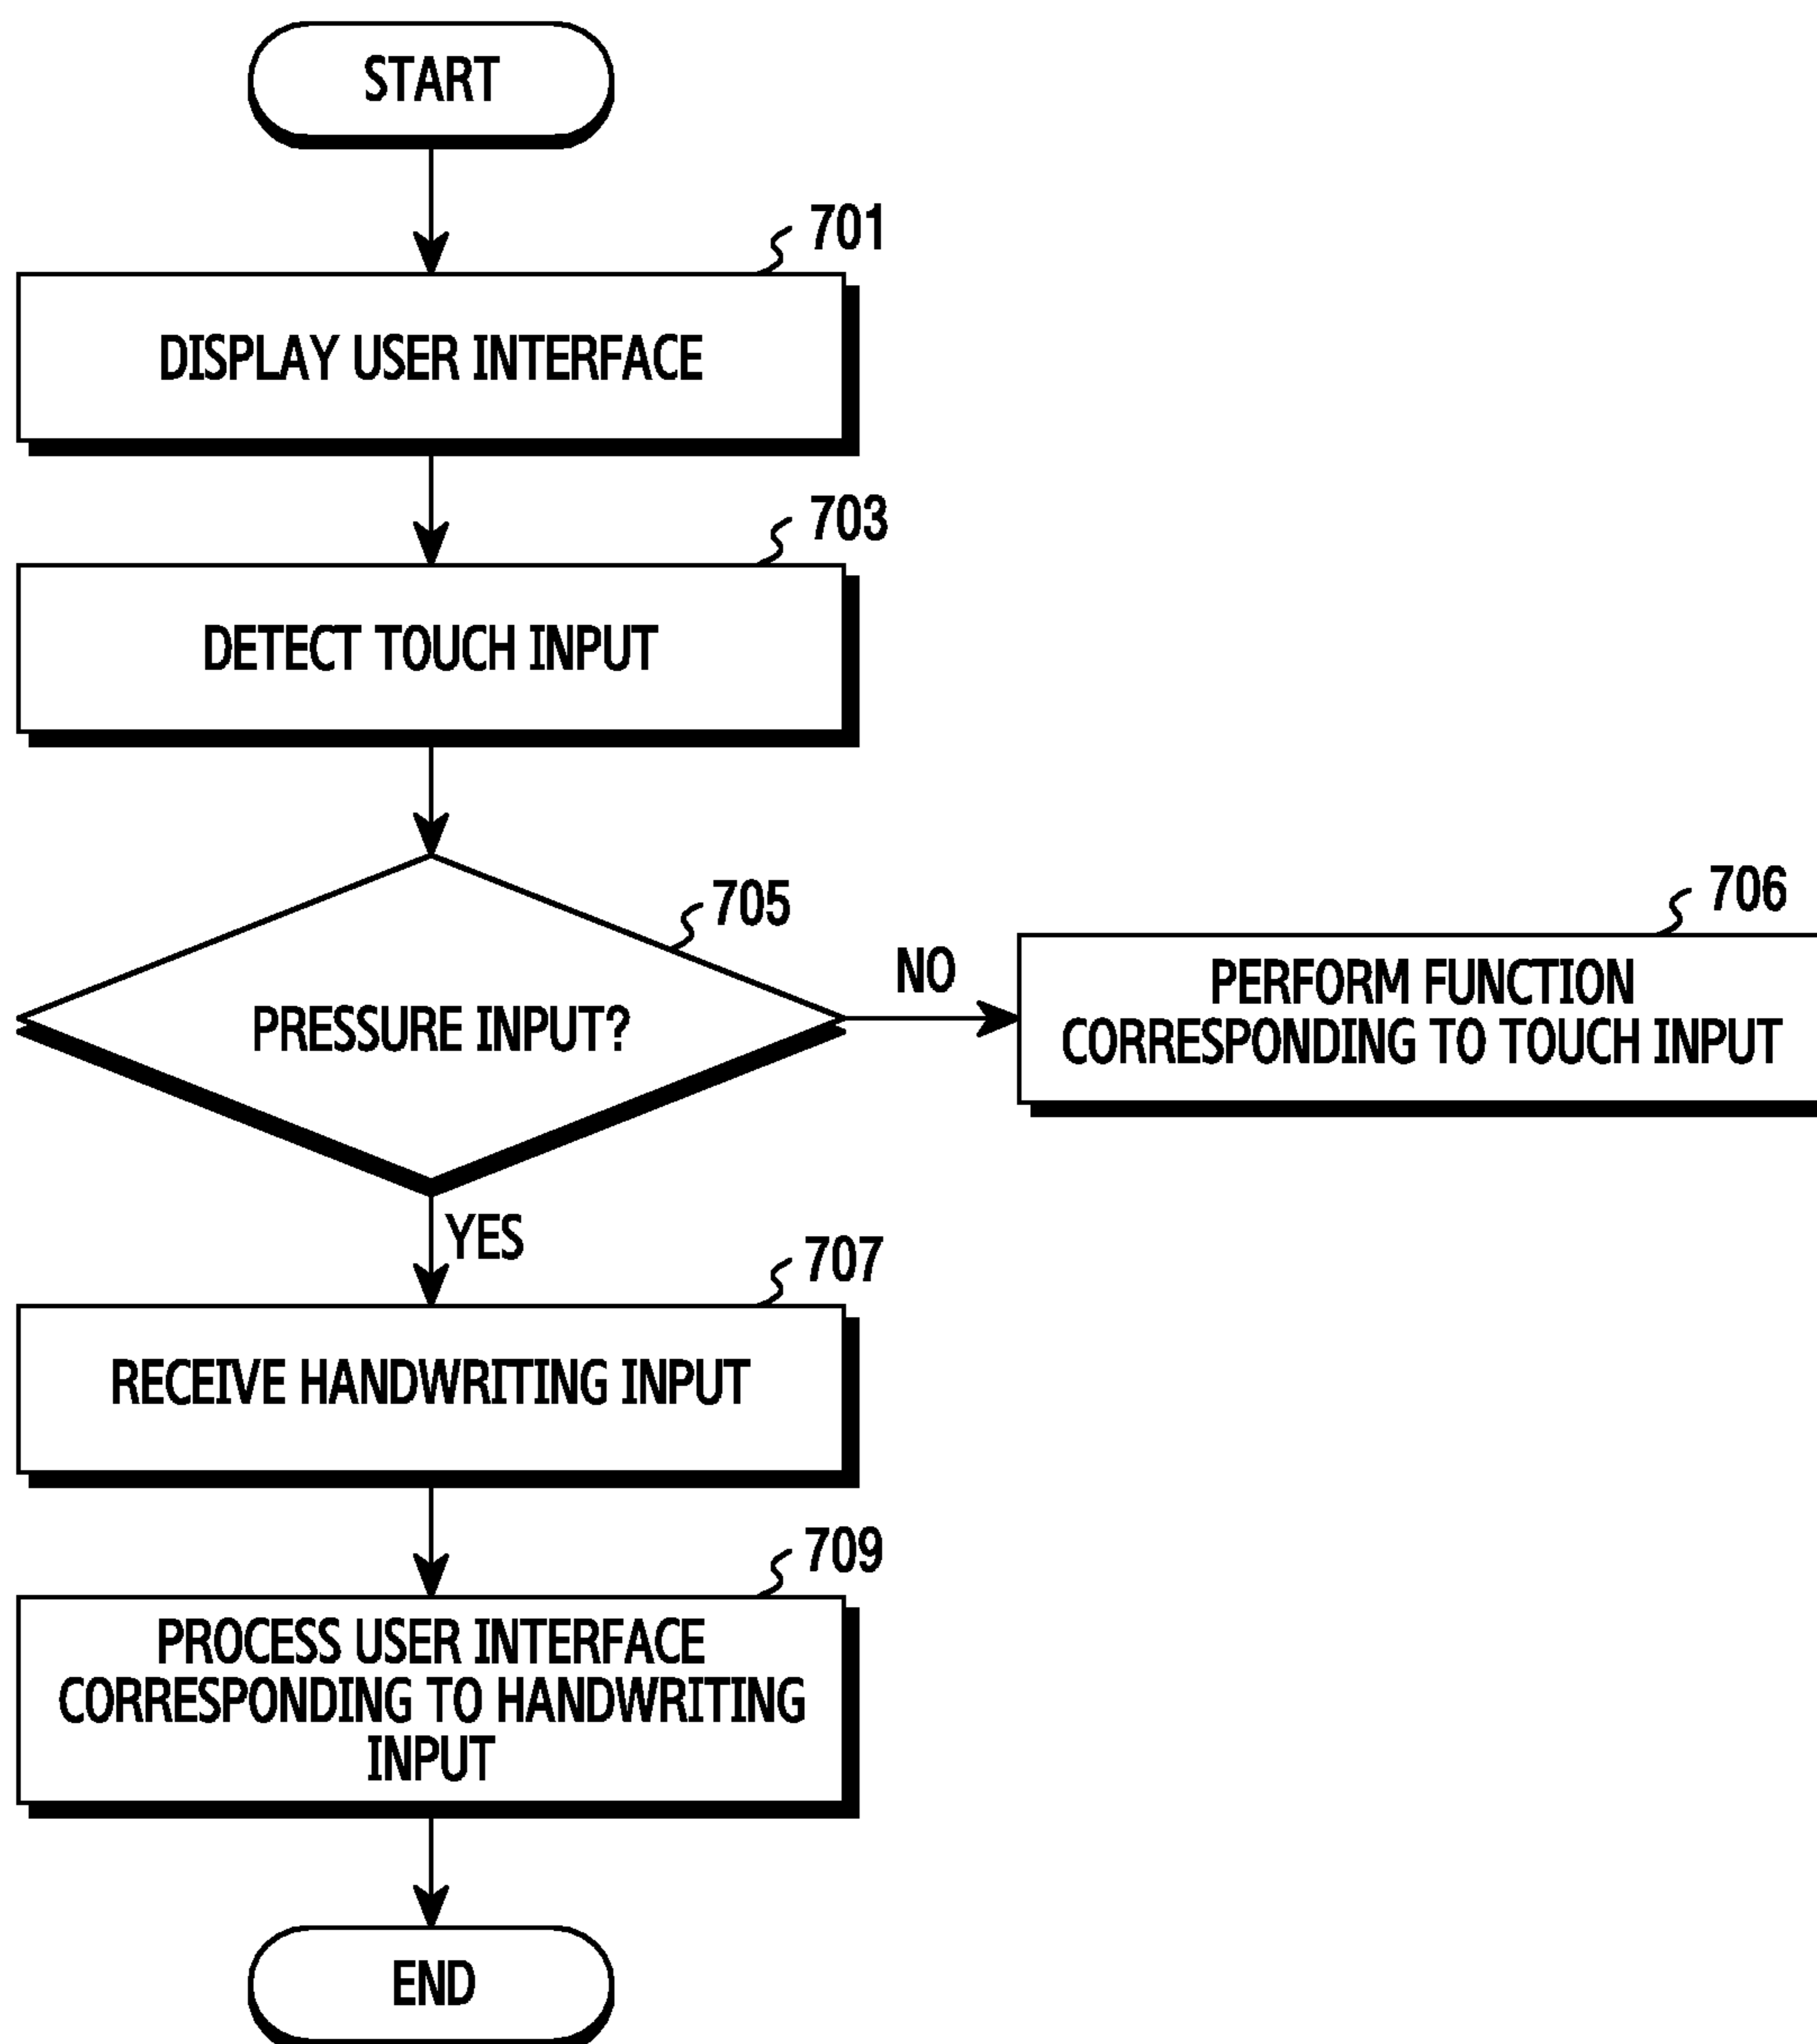 START
701
DISPLAY USER INTERFACE
703
DETECT TOUCH INPUT
705
PRESSURE INPUT?
NO
706
PERFORM FUNCTION
CORRESPONDING TO TOUCH INPUT
YES
707
RECEIVE HANDWRITING INPUT
709
PROCESS USER INTERFACE
CORRESPONDING TO HANDWRITING
INPUT
END